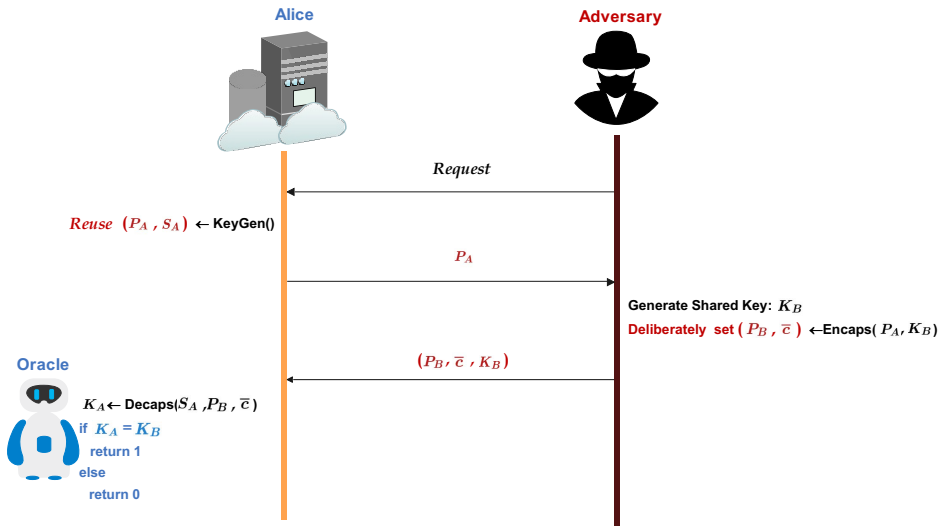 Alice
Adversary
Request
Reuse (P_A , S_A) ← KeyGen()
P_A
Generate Shared Key: K_B
Deliberately set (P_B , c̅) ←Encaps( P_A, K_B)
(P_B, c̅ , K_B)
Oracle
K_A← Decaps(S_A ,P_B , c̅ )
if K_A = K_B
return 1
else
return 0